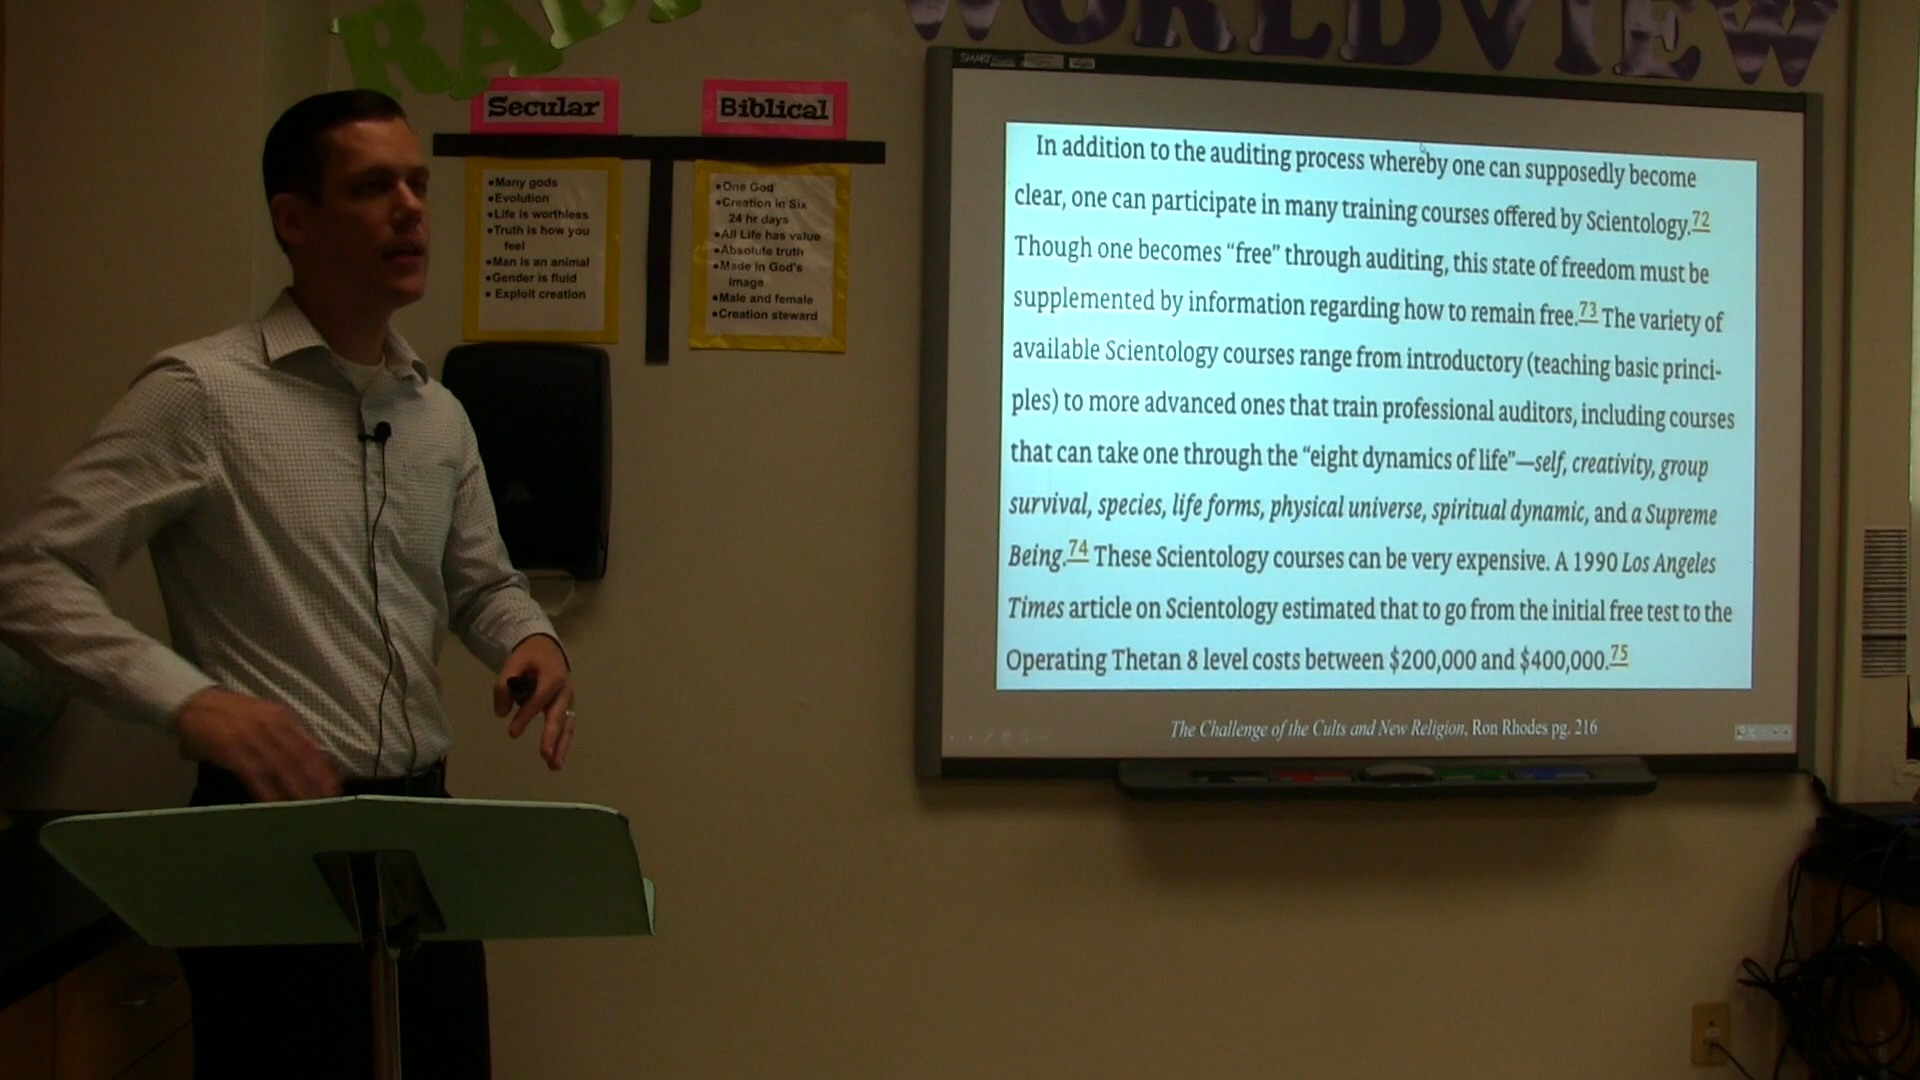 WORLDVIEW
Secular
•Many gods
•Evolution
•Life is worthless
•Truth is how you
feel
•Man is an animal
•Gender is fluid
• Exploit creation
Biblical
•One God
•Creation in Six
24 hr days
•All Life has value
•Absolute truth
•Made in God's
image
•Male and female
•Creation steward
SMART
In addition to the auditing process whereby one can supposedly become
clear, one can participate in many training courses offered by Scientology.72
Though one becomes “free” through auditing, this state of freedom must be
supplemented by information regarding how to remain free.73 The variety of
available Scientology courses range from introductory (teaching basic princi-
ples) to more advanced ones that train professional auditors, including courses
that can take one through the “eight dynamics of life”—self, creativity, group
survival, species, life forms, physical universe, spiritual dynamic, and a Supreme
Being.74 These Scientology courses can be very expensive. A 1990 Los Angeles
Times article on Scientology estimated that to go from the initial free test to the
Operating Thetan 8 level costs between $200,000 and $400,000.75
The Challenge of the Cults and New Religion, Ron Rhodes pg. 216